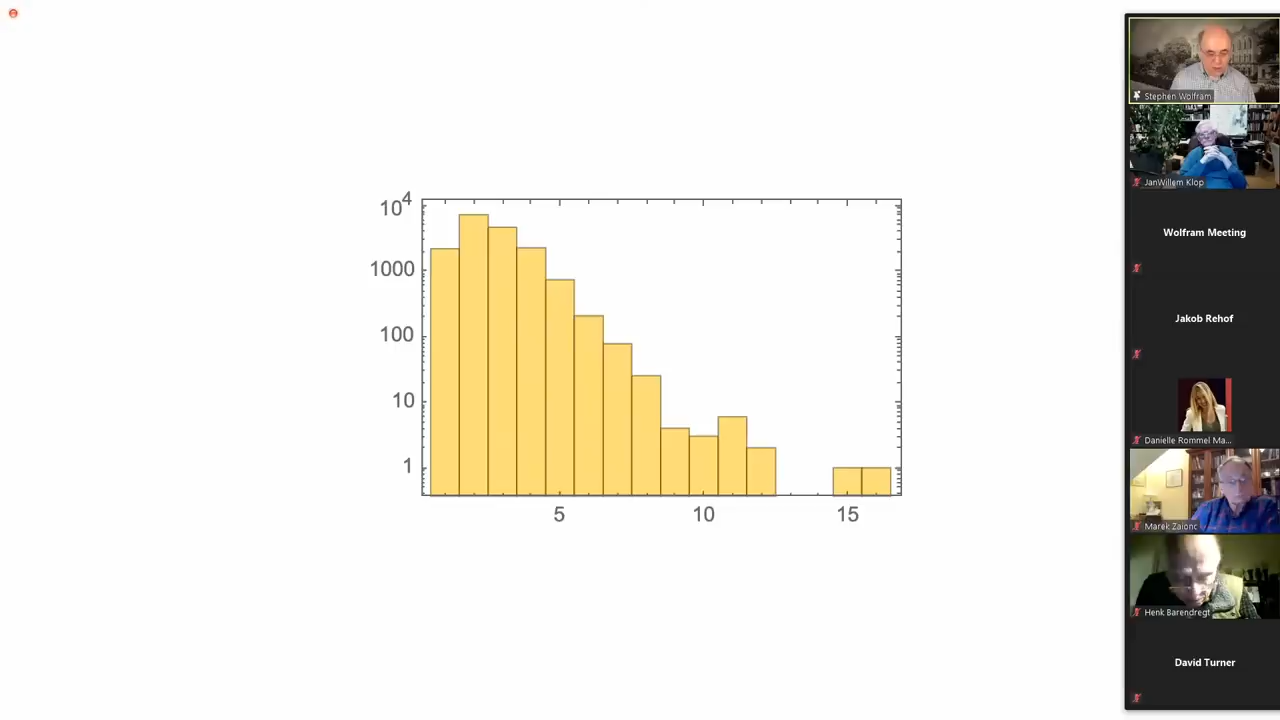 10^4
1000
100
10
1
5 10 15
Stephen Wolfram
JanWillem Klop
Wolfram Meeting
Jakob Rehof
Danielle Rommel Ma...
Marek Zaionc
Henk Barendregt
David Turner